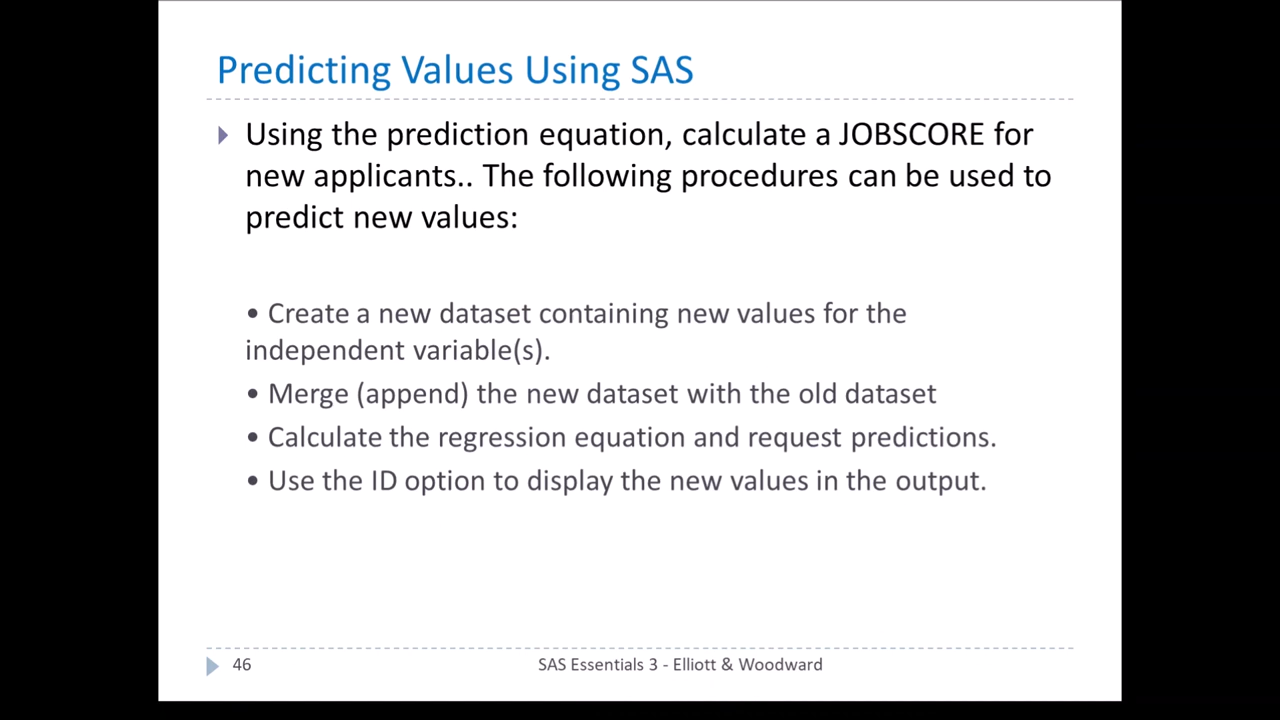 Predicting Values Using SAS
Using the prediction equation, calculate a JOBSCORE for
new applicants.. The following procedures can be used to
predict new values:
• Create a new dataset containing new values for the
independent variable(s).
• Merge (append) the new dataset with the old dataset
• Calculate the regression equation and request predictions.
• Use the ID option to display the new values in the output.
46
SAS Essentials 3 - Elliott & Woodward